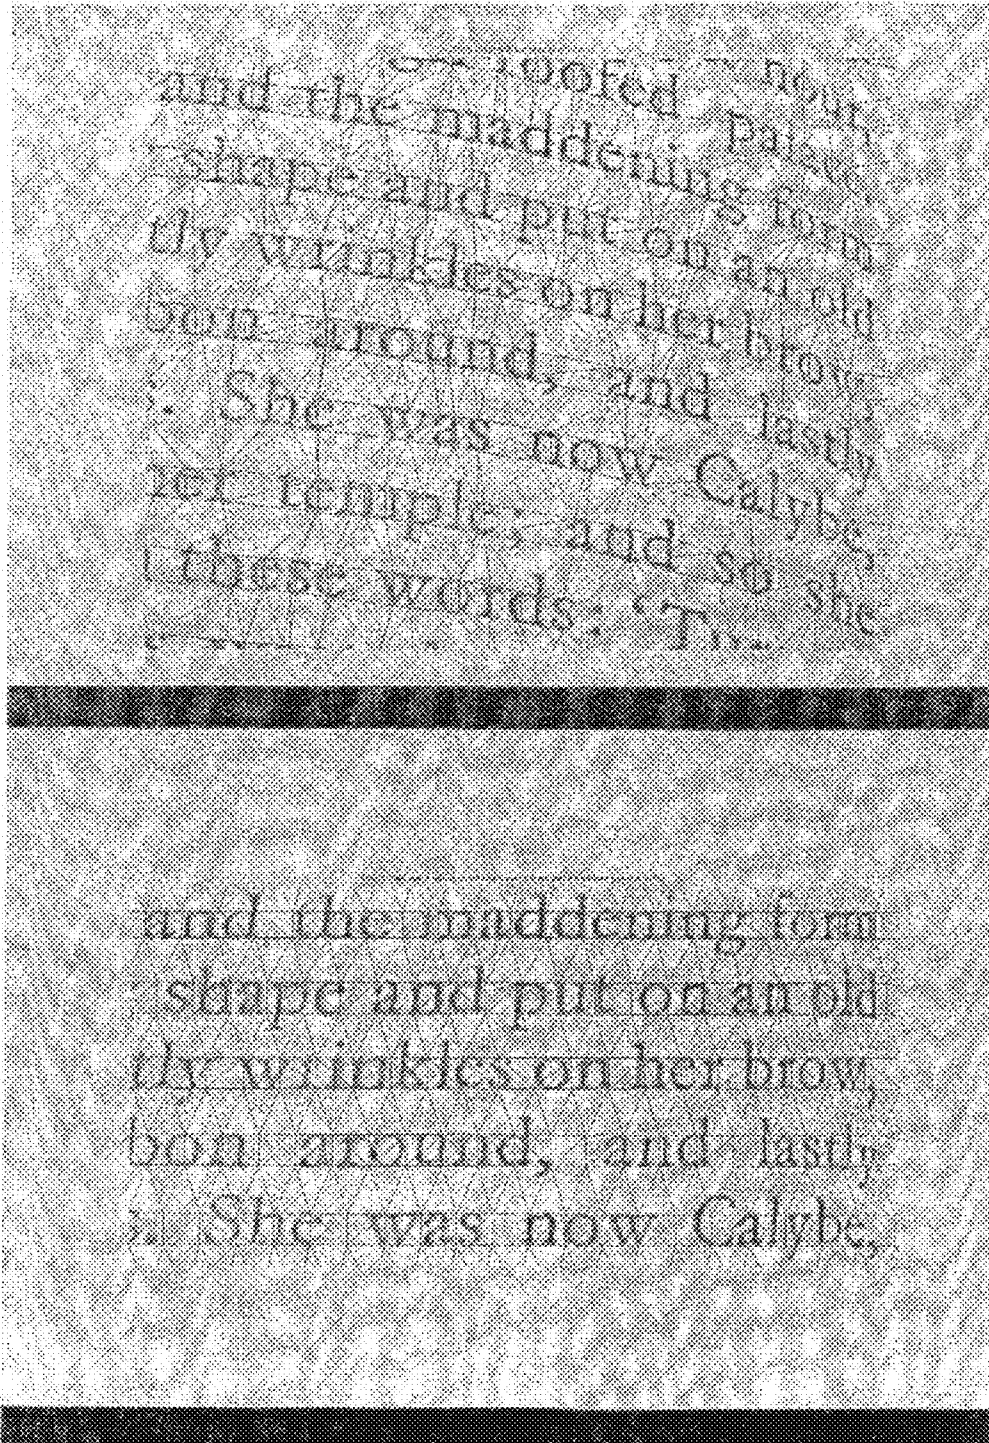 roofed
and the maddening form
shape and put on an old
tly wrinkles on her brow,
bon around, and lastly
. She was now Calybe,
temple; and so she
these words:
and the maddening form
shape and put on an old
tly wrinkles on her brow,
bon around, and lastly
She was now Calybe,